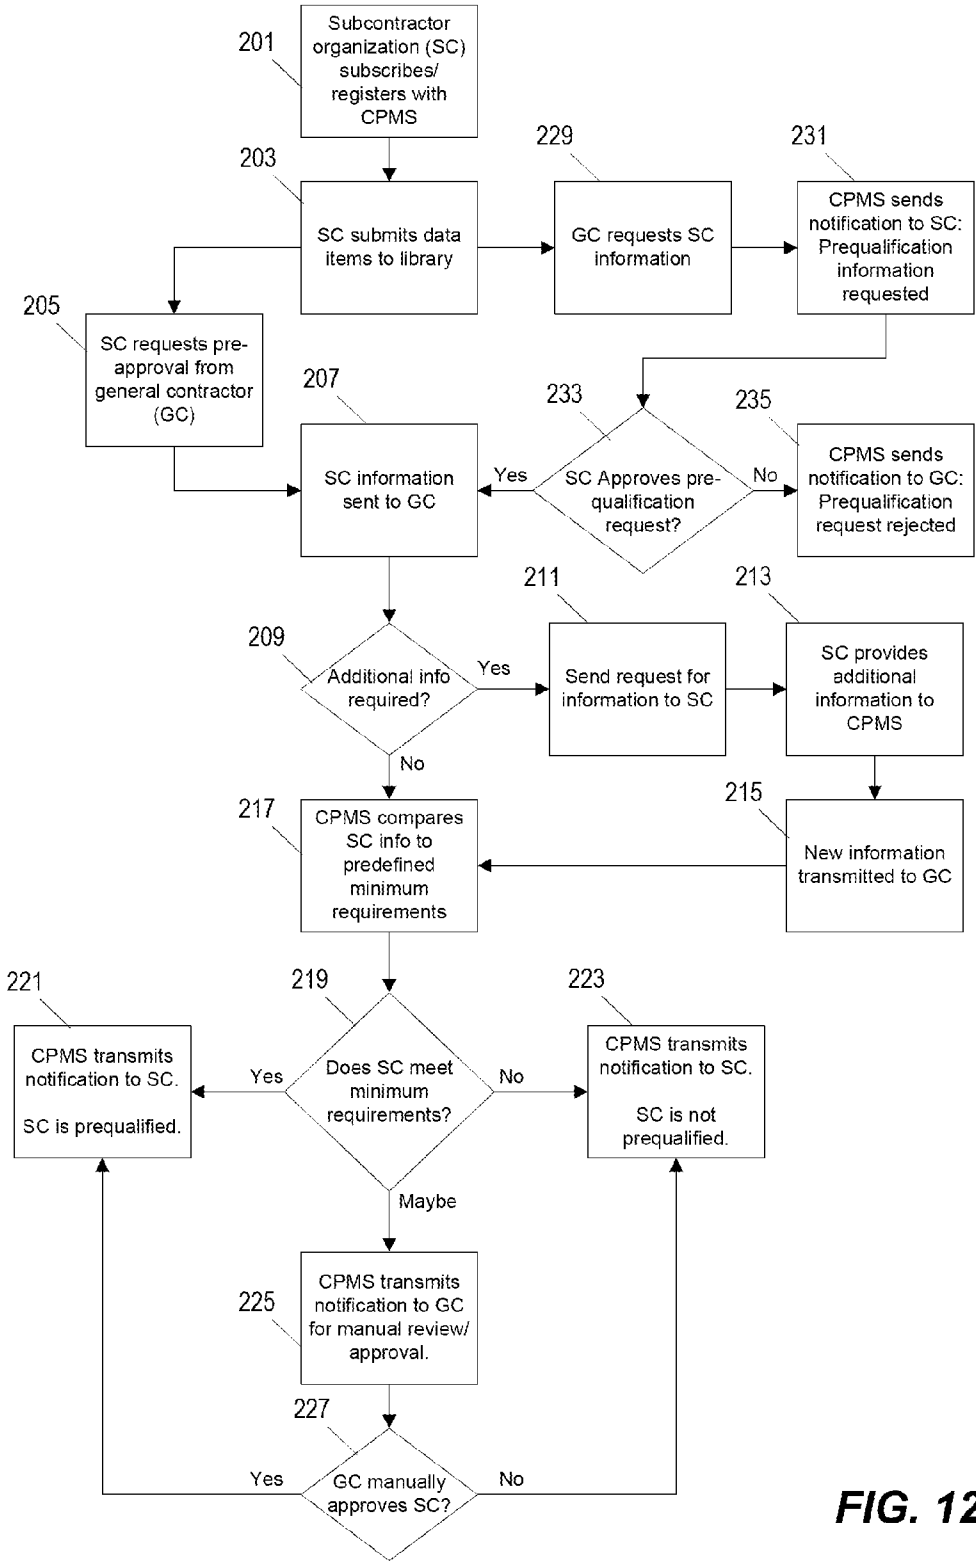 201
Subcontractor
organization (SC)
subscribes/
registers with
CPMS
203
SC submits data
items to library
229
GC requests SC
information
231
CPMS sends
notification to SC:
Prequalification
information
requested
205
SC requests pre-
approval from
general contractor
(GC)
207
SC information
sent to GC
233
SC Approves pre-
qualification
request?
Yes
No
235
CPMS sends
notification to GC:
Prequalification
request rejected
209
Additional info
required?
Yes
No
211
Send request for
information to SC
213
SC provides
additional
information to
CPMS
215
New information
transmitted to GC
217
CPMS compares
SC info to
predefined
minimum
requirements
219
Does SC meet
minimum
requirements?
Yes
No
Maybe
221
CPMS transmits
notification to SC.
SC is prequalified.
223
CPMS transmits
notification to SC.
SC is not
prequalified.
225
CPMS transmits
notification to GC
for manual review/
approval.
227
GC manually
approves SC?
Yes
No
FIG. 12